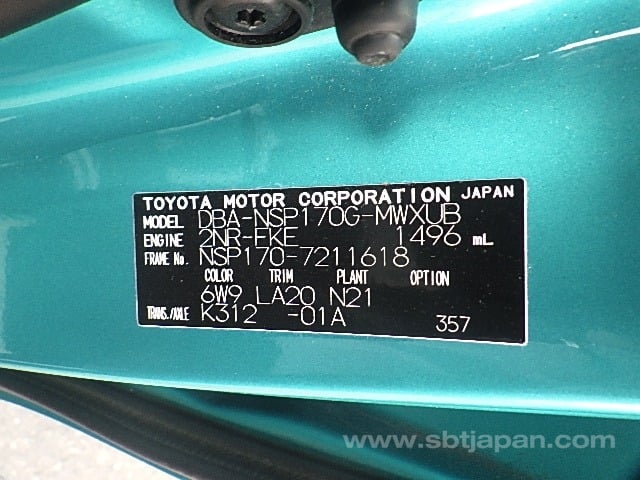 TOYOTA MOTOR CORPORATION JAPAN
MODEL DBA-NSP170G-MWXUB
ENGINE 2NR-FKE 1496 mL
FRAME No. NSP170-7211618
COLOR TRIM PLANT OPTION
6W9 LA20 N21
TRANS./AXLE K312 -01A 357
www.sbtjapan.com